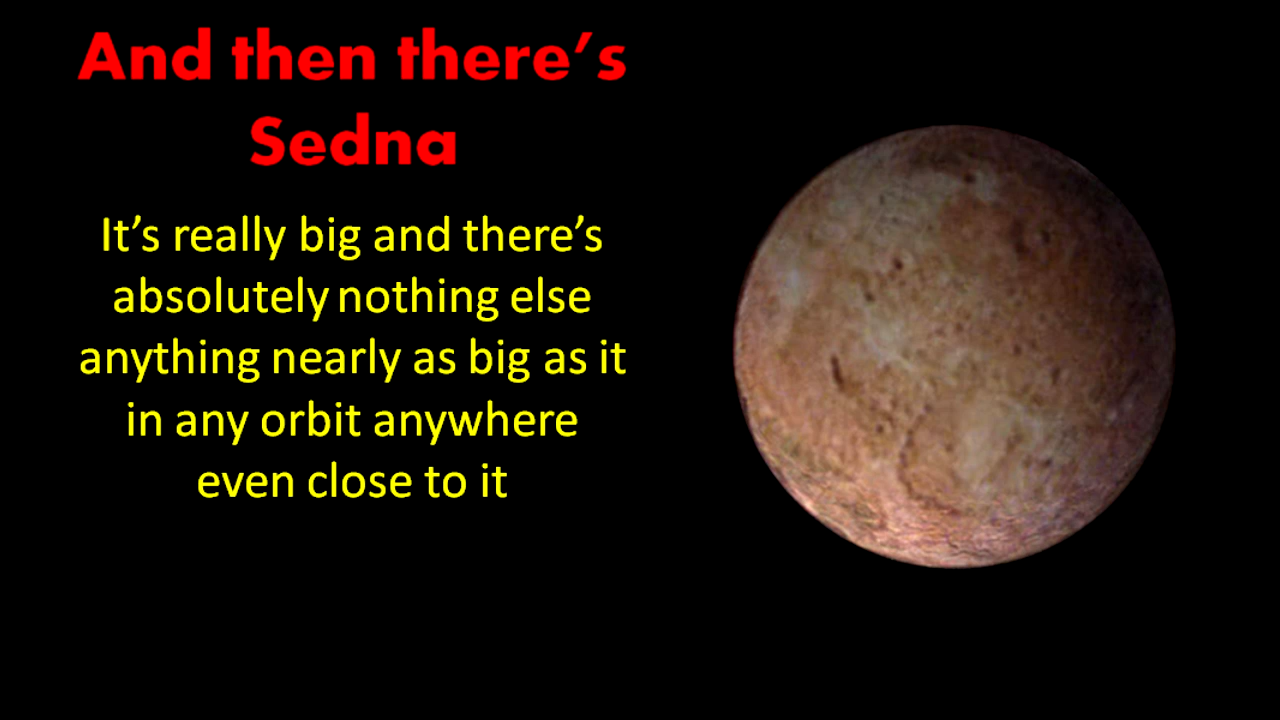 And then there’s
Sedna
It’s really big and there’s
absolutely nothing else
anything nearly as big as it
in any orbit anywhere
even close to it